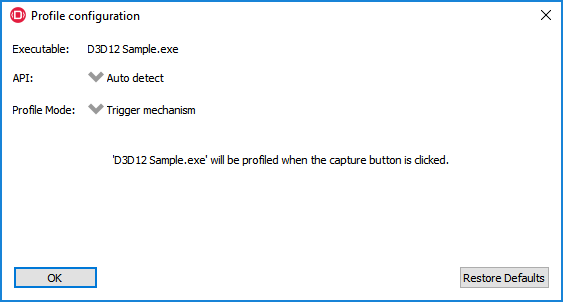 Profile configuration
Executable: D3D12 Sample.exe
API: Auto detect
Profile Mode: Trigger mechanism
'D3D12 Sample.exe' will be profiled when the capture button is clicked.
OK Restore Defaults